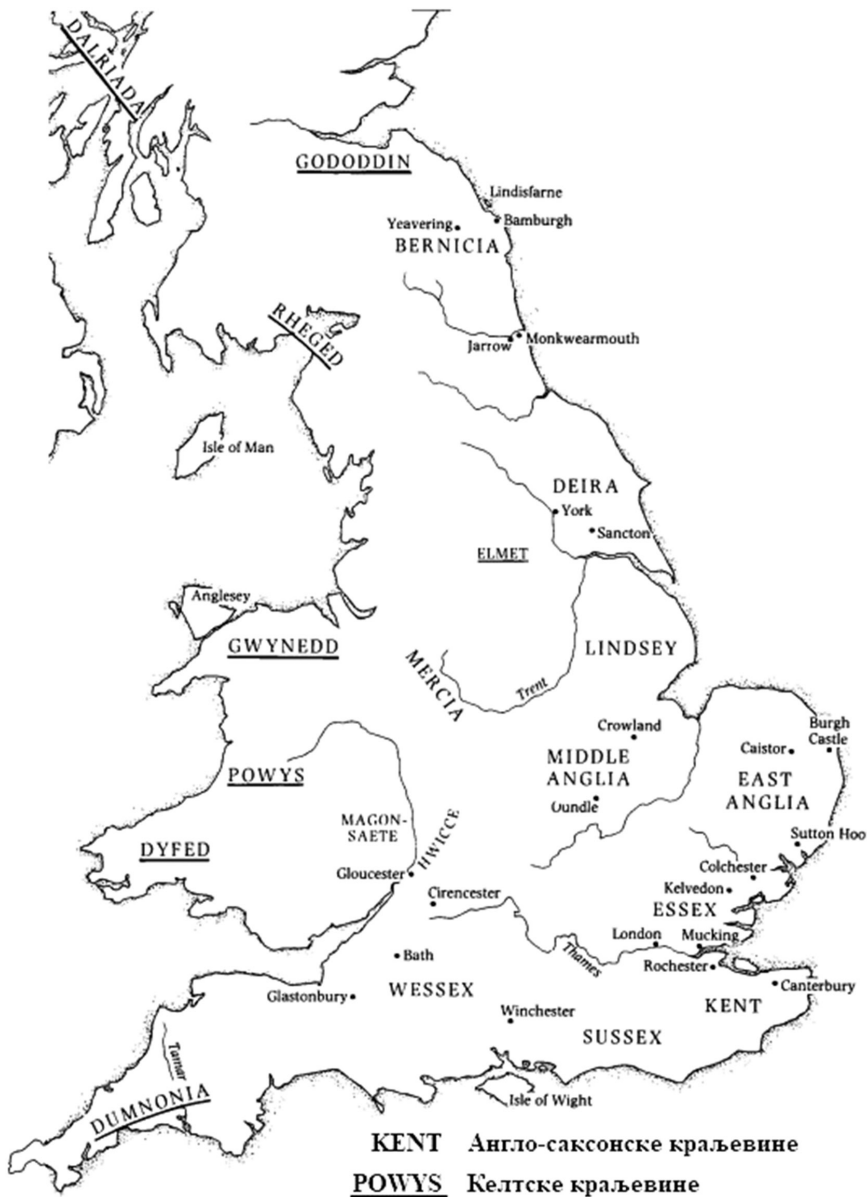 DALRIADA
GODODDIN
Lindisfarne
Yeavering
Bamburgh
BERNICIA
RHEGED
Jarrow
Monkwearmouth
Isle of Man
DEIRA
York
Sancton
ELMET
Anglesey
GWYNEDD
LINDSEY
MERCIA
Trent
Crowland
Burgh
Castle
Caistor
MIDDLE
ANGLIA
EAST
ANGLIA
POWYS
Oundle
MAGON-
SAETE
HWICCE
DYFED
Sutton Hoo
Gloucester
Colchester
Cirencester
Kelvedon
ESSEX
London
Mucking
Thames
Bath
Rochester
Canterbury
Glastonbury
WESSEX
KENT
Winchester
SUSSEX
Tamar
Isle of Wight
DUMNONIA
KENT Англо-саксонске краљевине
POWYS Келтске краљевине